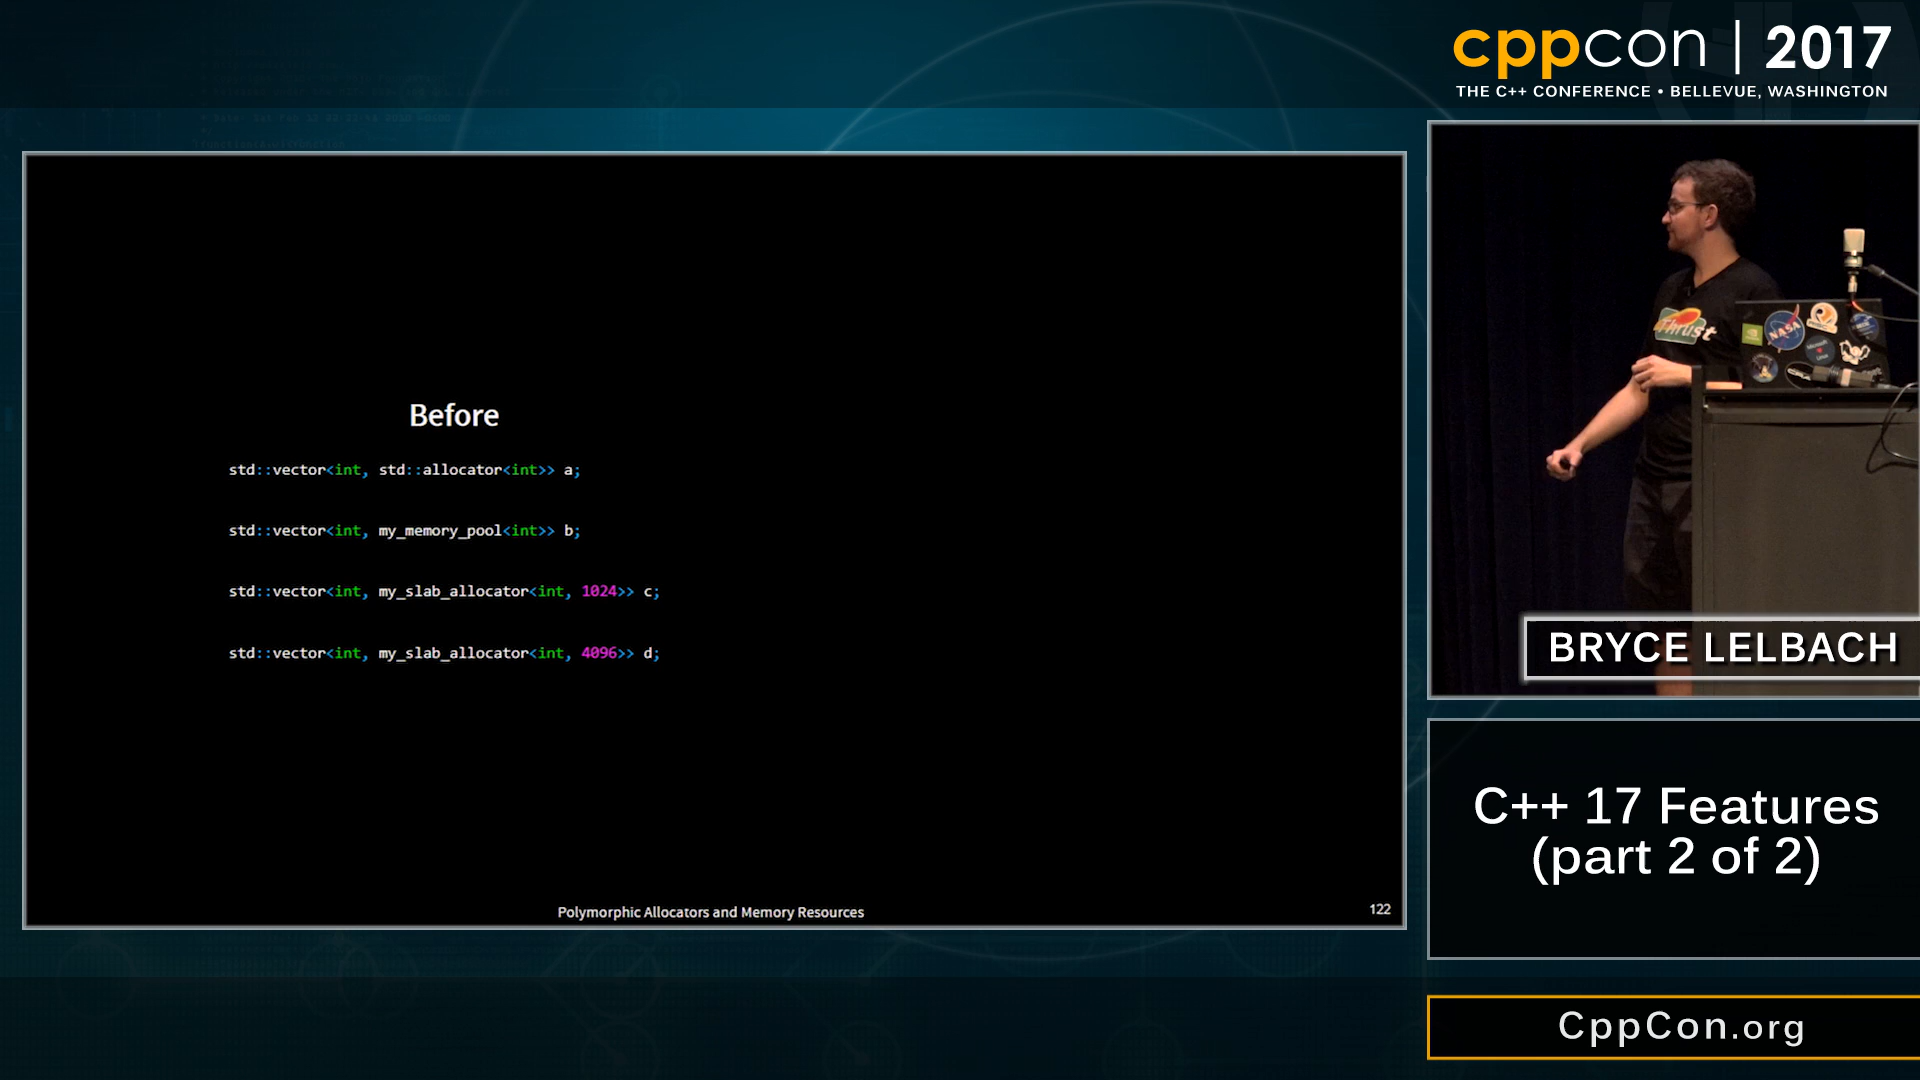 cppcon | 2017
THE C++ CONFERENCE • BELLEVUE, WASHINGTON
Before
std::vector<int, std::allocator<int>> a;
std::vector<int, my_memory_pool<int>> b;
std::vector<int, my_slab_allocator<int, 1024>> c;
std::vector<int, my_slab_allocator<int, 4096>> d;
Polymorphic Allocators and Memory Resources
122
Thrust
NASA
BRYCE LELBACH
C++ 17 Features
(part 2 of 2)
CppCon.org